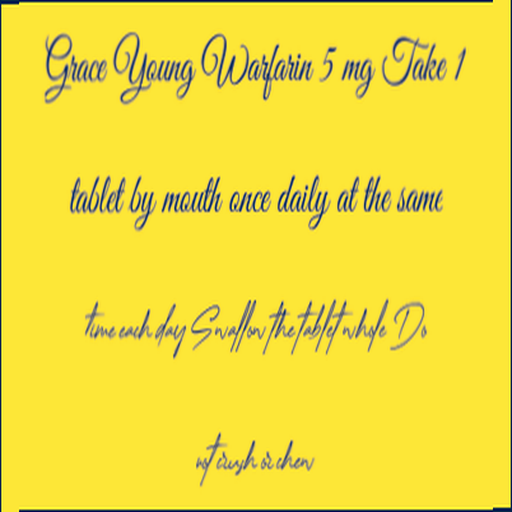 Grace Young Warfarin 5 mg Take 1
tablet by mouth once daily at the same
time each day Swallow the tablet whole Do
not crush or chew